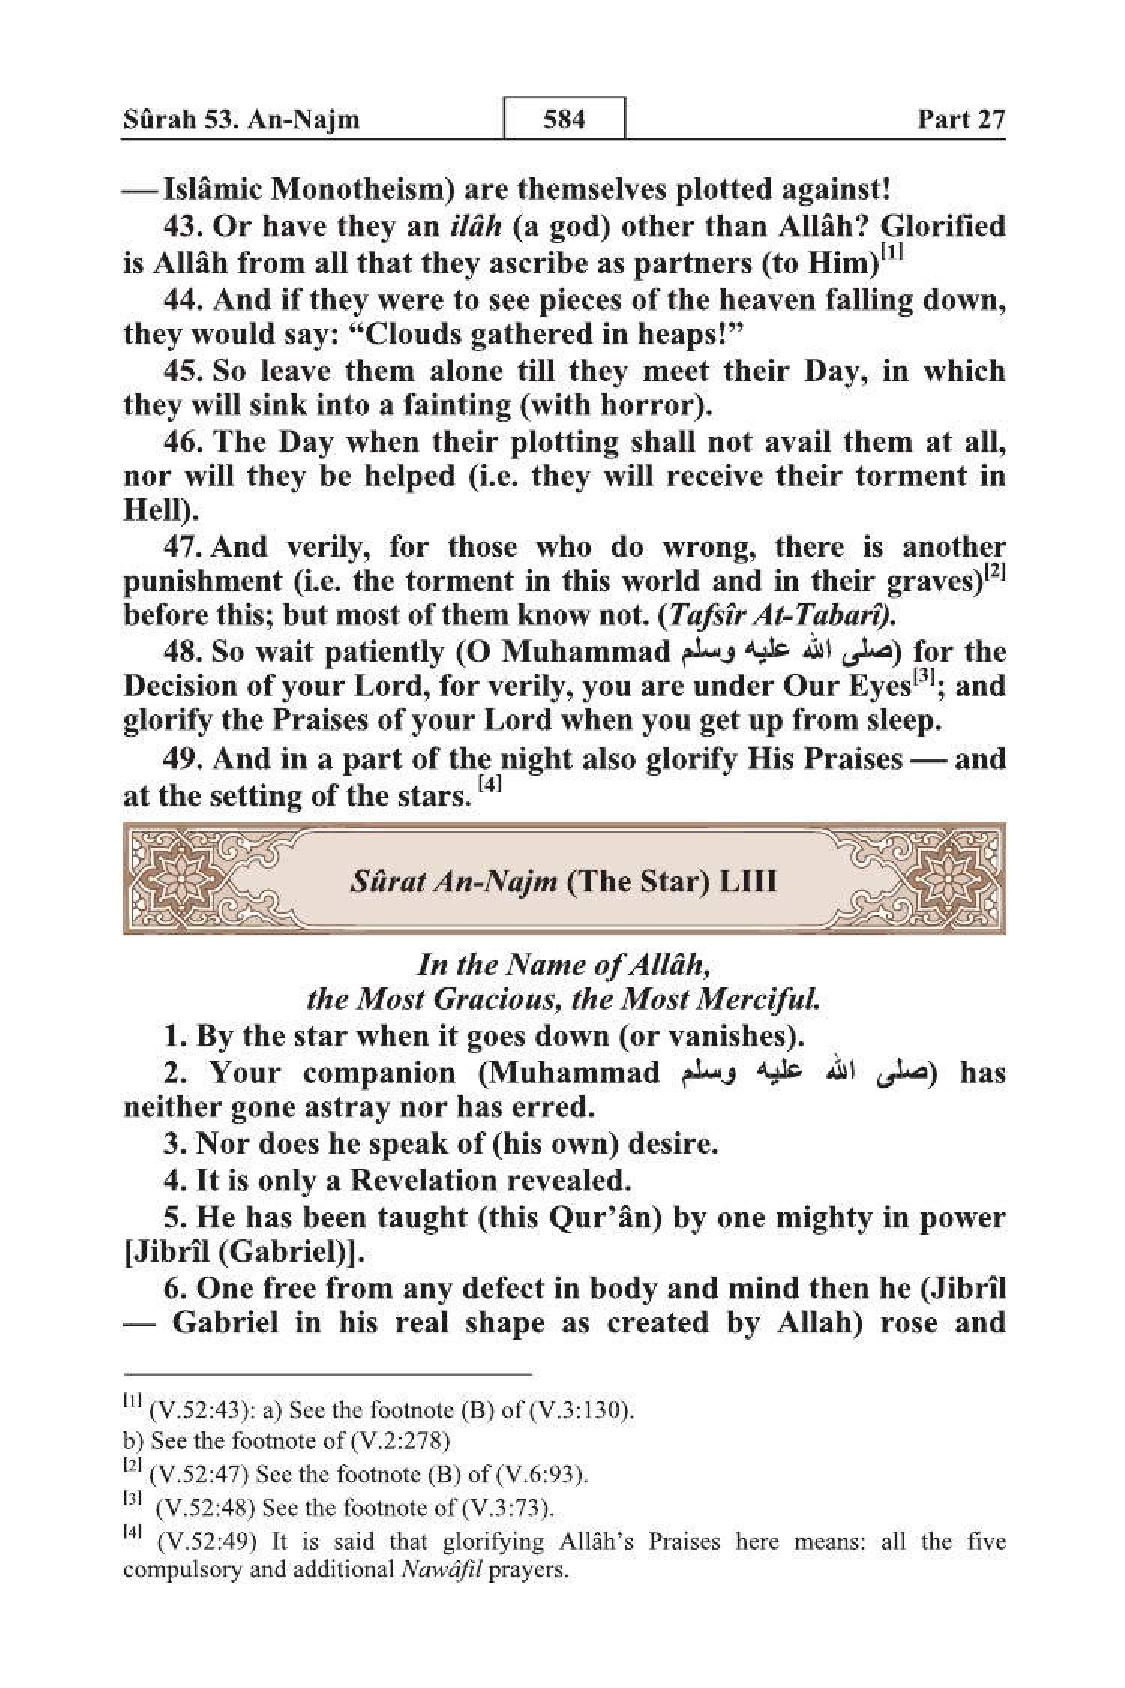 Sûrah 53. An-Najm 584 Part 27
— Islâmic Monotheism) are themselves plotted against!
43. Or have they an ilâh (a god) other than Allâh? Glorified
is Allâh from all that they ascribe as partners (to Him)[1]
44. And if they were to see pieces of the heaven falling down,
they would say: “Clouds gathered in heaps!”
45. So leave them alone till they meet their Day, in which
they will sink into a fainting (with horror).
46. The Day when their plotting shall not avail them at all,
nor will they be helped (i.e. they will receive their torment in
Hell).
47. And verily, for those who do wrong, there is another
punishment (i.e. the torment in this world and in their graves)[2]
before this; but most of them know not. (Tafsîr At-Tabarî).
48. So wait patiently (O Muhammad صلى الله عليه وسلم) for the
Decision of your Lord, for verily, you are under Our Eyes[3]; and
glorify the Praises of your Lord when you get up from sleep.
49. And in a part of the night also glorify His Praises — and
at the setting of the stars. [4]
Sûrat An-Najm (The Star) LIII
In the Name of Allâh,
the Most Gracious, the Most Merciful.
1. By the star when it goes down (or vanishes).
2. Your companion (Muhammad صلى الله عليه وسلم) has
neither gone astray nor has erred.
3. Nor does he speak of (his own) desire.
4. It is only a Revelation revealed.
5. He has been taught (this Qur’ân) by one mighty in power
[Jibrîl (Gabriel)].
6. One free from any defect in body and mind then he (Jibrîl
— Gabriel in his real shape as created by Allah) rose and
[1] (V.52:43): a) See the footnote (B) of (V.3:130).
b) See the footnote of (V.2:278)
[2] (V.52:47) See the footnote (B) of (V.6:93).
[3] (V.52:48) See the footnote of (V.3:73).
[4] (V.52:49) It is said that glorifying Allâh’s Praises here means: all the five
compulsory and additional Nawâfil prayers.